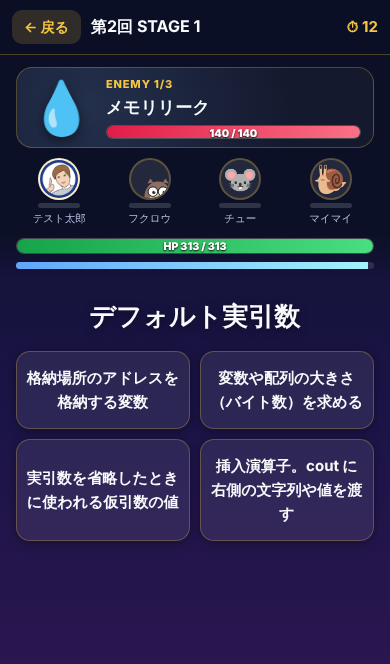 ← 戻る 第2回 STAGE 1 ⏱ 12
ENEMY 1/3
メモリリーク
140 / 140
テスト太郎 フクロウ チュー マイマイ
HP 313 / 313
デフォルト実引数
格納場所のアドレスを
格納する変数
変数や配列の大きさ
（バイト数）を求める
実引数を省略したとき
に使われる仮引数の値
挿入演算子。cout に
右側の文字列や値を渡
す